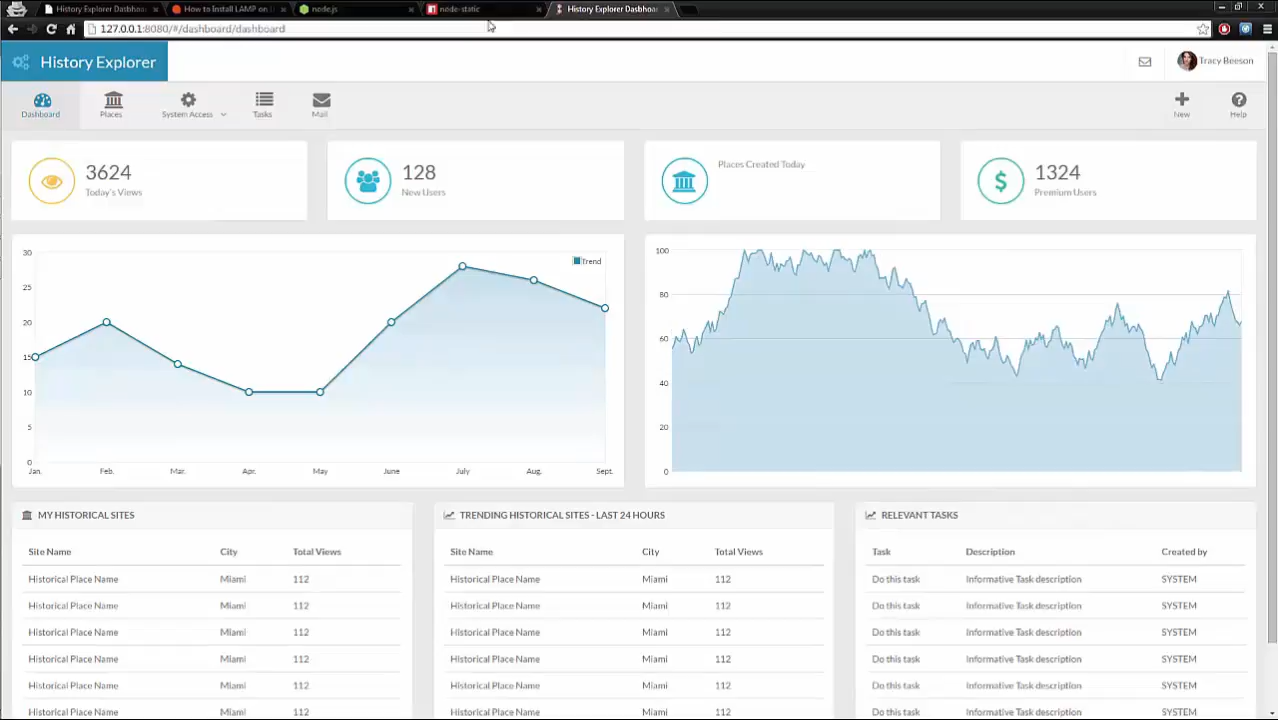 History Explorer Dashboar
How to Install LAMP on Li
node.js
node-static
History Explorer Dashboar
127.0.0.1:8080/#/dashboard/dashboard
History Explorer
Tracy Beeson
Dashboard
Places
System Access
Tasks
Mail
New
Help
3624
Today's Views
128
New Users
Places Created Today
1324
Premium Users
30
25
20
15
10
5
0
Trend
Jan. Feb. Mar. Apr. May June July Aug. Sept.
100
80
60
40
20
0
MY HISTORICAL SITES
Site Name City Total Views
Historical Place Name Miami 112
Historical Place Name Miami 112
Historical Place Name Miami 112
Historical Place Name Miami 112
Historical Place Name Miami 112
Historical Place Name Miami 112
TRENDING HISTORICAL SITES - LAST 24 HOURS
Site Name City Total Views
Historical Place Name Miami 112
Historical Place Name Miami 112
Historical Place Name Miami 112
Historical Place Name Miami 112
Historical Place Name Miami 112
Historical Place Name Miami 112
RELEVANT TASKS
Task Description Created by
Do this task Informative Task description SYSTEM
Do this task Informative Task description SYSTEM
Do this task Informative Task description SYSTEM
Do this task Informative Task description SYSTEM
Do this task Informative Task description SYSTEM
Do this task Informative Task description SYSTEM